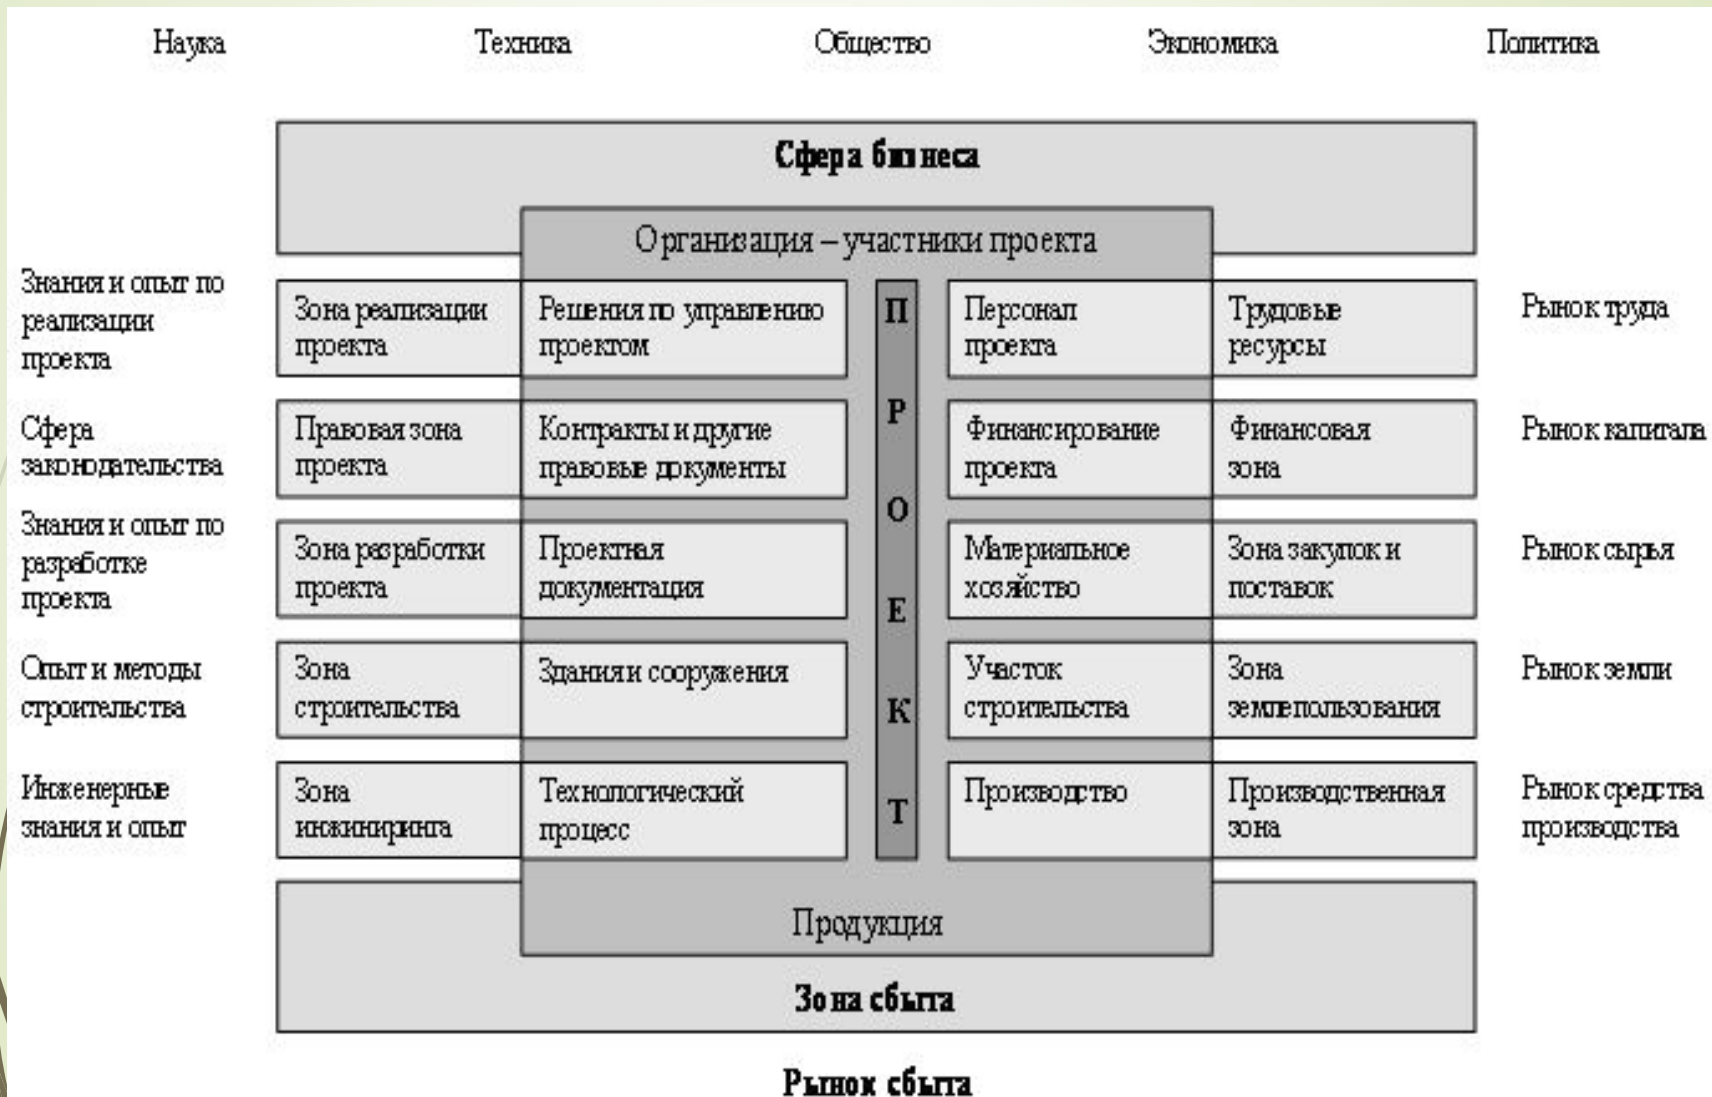 Наука Техника Общество Экономика Политика
Сфера бизнеса
Организация – участники проекта
Знания и опыт по
реализации
проекта
Зона реализации
проекта
Решения по управлению
проектом
Персонал
проекта
Трудовые
ресурсы
Рынок труда
Сфера
законодательства
Правовая зона
проекта
Контракты и другие
правовые документы
Финансирование
проекта
Финансовая
зона
Рынок капитала
Знания и опыт по
разработке
проекта
Зона разработки
проекта
Проектная
документация
Материальное
хозяйство
Зона закупок и
поставок
Рынок сырья
Опыт и методы
строительства
Зона
строительства
Здания и сооружения
Участок
строительства
Зона
землепользования
Рынок земли
Инженерные
знания и опыт
Зона
инжиниринга
Технологический
процесс
Производство
Производственная
зона
Рынок средства
производства
П
Р
О
Е
К
Т
Продукция
Зона сбыта
Рынок сбыта